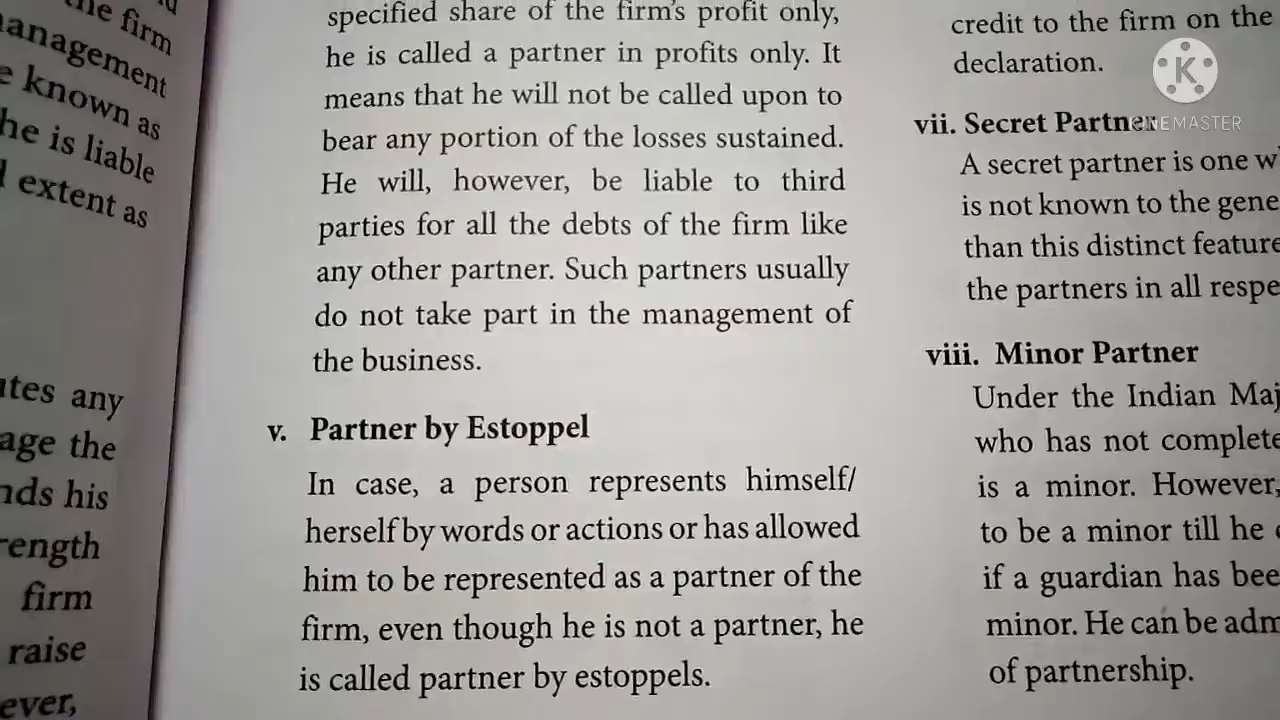 he firm
anagement
known as
he is liable
extent as
tes any
age the
nds his
rength
firm
raise
ever,
specified share of the firm's profit only,
he is called a partner in profits only. It
means that he will not be called upon to
bear any portion of the losses sustained.
He will, however, be liable to third
parties for all the debts of the firm like
any other partner. Such partners usually
do not take part in the management of
the business.
v. Partner by Estoppel
In case, a person represents himself/
herself by words or actions or has allowed
him to be represented as a partner of the
firm, even though he is not a partner, he
is called partner by estoppels.
credit to the firm on the
declaration.
vii. Secret Partner
A secret partner is one w
is not known to the gene
than this distinct feature
the partners in all respe
viii. Minor Partner
Under the Indian Maj
who has not complete
is a minor. However,
to be a minor till he
if a guardian has bee
minor. He can be adm
of partnership.
K
KINEMASTER